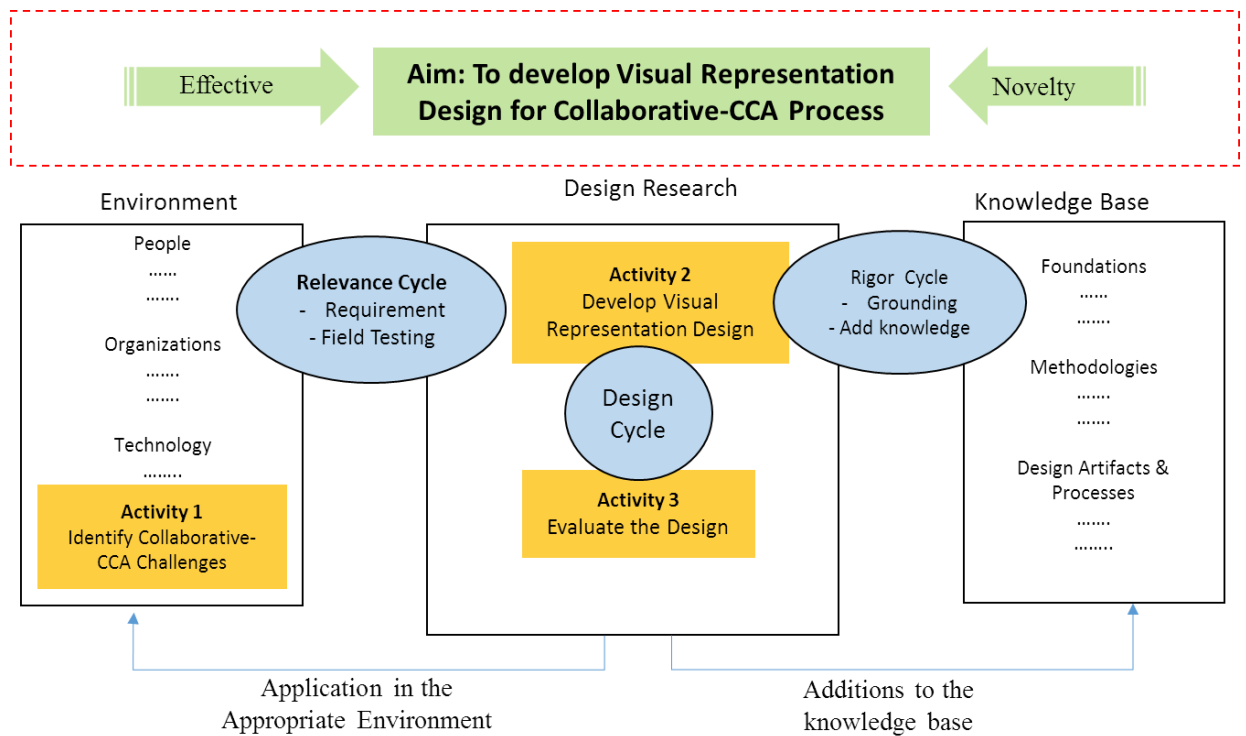 Effective
Aim: To develop Visual Representation
Design for Collaborative-CCA Process
Novelty
Environment
Design Research
Knowledge Base
People
……
…….
Organizations
…….
…….
Technology
……..
Activity 1
Identify Collaborative-
CCA Challenges
Relevance Cycle
- Requirement
- Field Testing
Activity 2
Develop Visual
Representation Design
Design
Cycle
Activity 3
Evaluate the Design
Rigor Cycle
- Grounding
- Add knowledge
Foundations
……
…….
Methodologies
…….
…….
Design Artifacts &
Processes
…….
……..
Application in the
Appropriate Environment
Additions to the
knowledge base